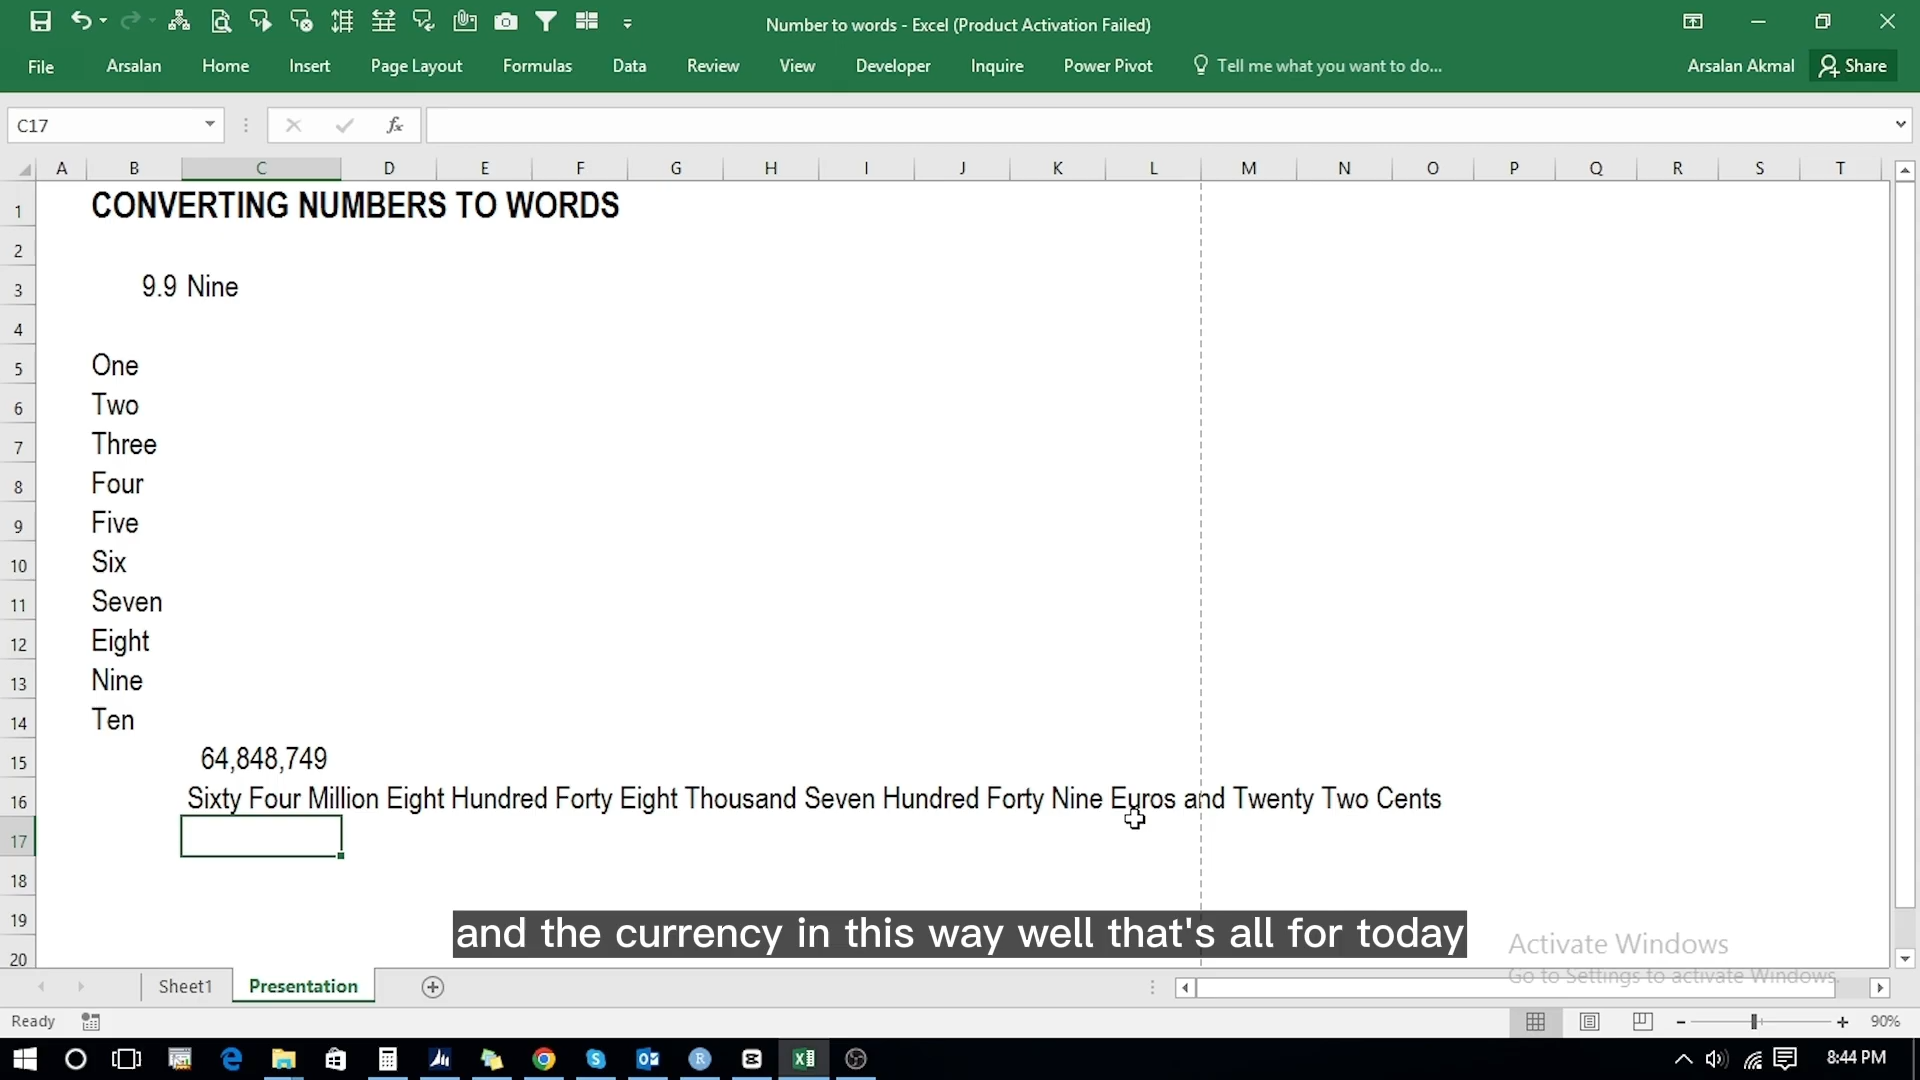 Number to words - Excel (Product Activation Failed)
File Arsalan Home Insert Page Layout Formulas Data Review View Developer Inquire Power Pivot Tell me what you want to do... Arsalan Akmal Share
C17 fx
A B C D E F G H I J K L M N O P Q R S T
1 CONVERTING NUMBERS TO WORDS
2
3 9.9 Nine
4
5 One
6 Two
7 Three
8 Four
9 Five
10 Six
11 Seven
12 Eight
13 Nine
14 Ten
15 64,848,749
16 Sixty Four Million Eight Hundred Forty Eight Thousand Seven Hundred Forty Nine Euros and Twenty Two Cents
17
18
19
and the currency in this way well that's all for today
Activate Windows
20
Go to Settings to activate Windows.
Sheet1 Presentation
Ready 90%
8:44 PM